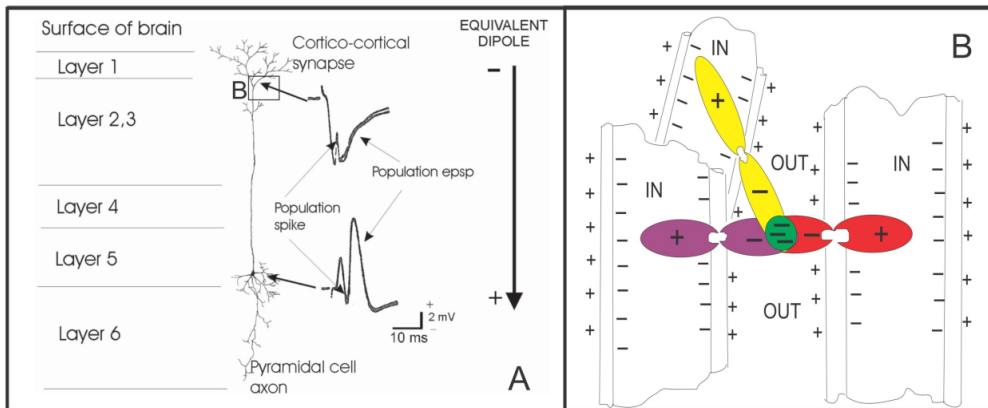 Surface of brain
Layer 1
Layer 2,3
Layer 4
Layer 5
Layer 6
Cortico-cortical
synapse
B
Population epsp
Population
spike
+
2 mV
–
10 ms
Pyramidal cell
axon
EQUIVALENT
DIPOLE
-
+
A
B
IN
OUT
IN
IN
OUT